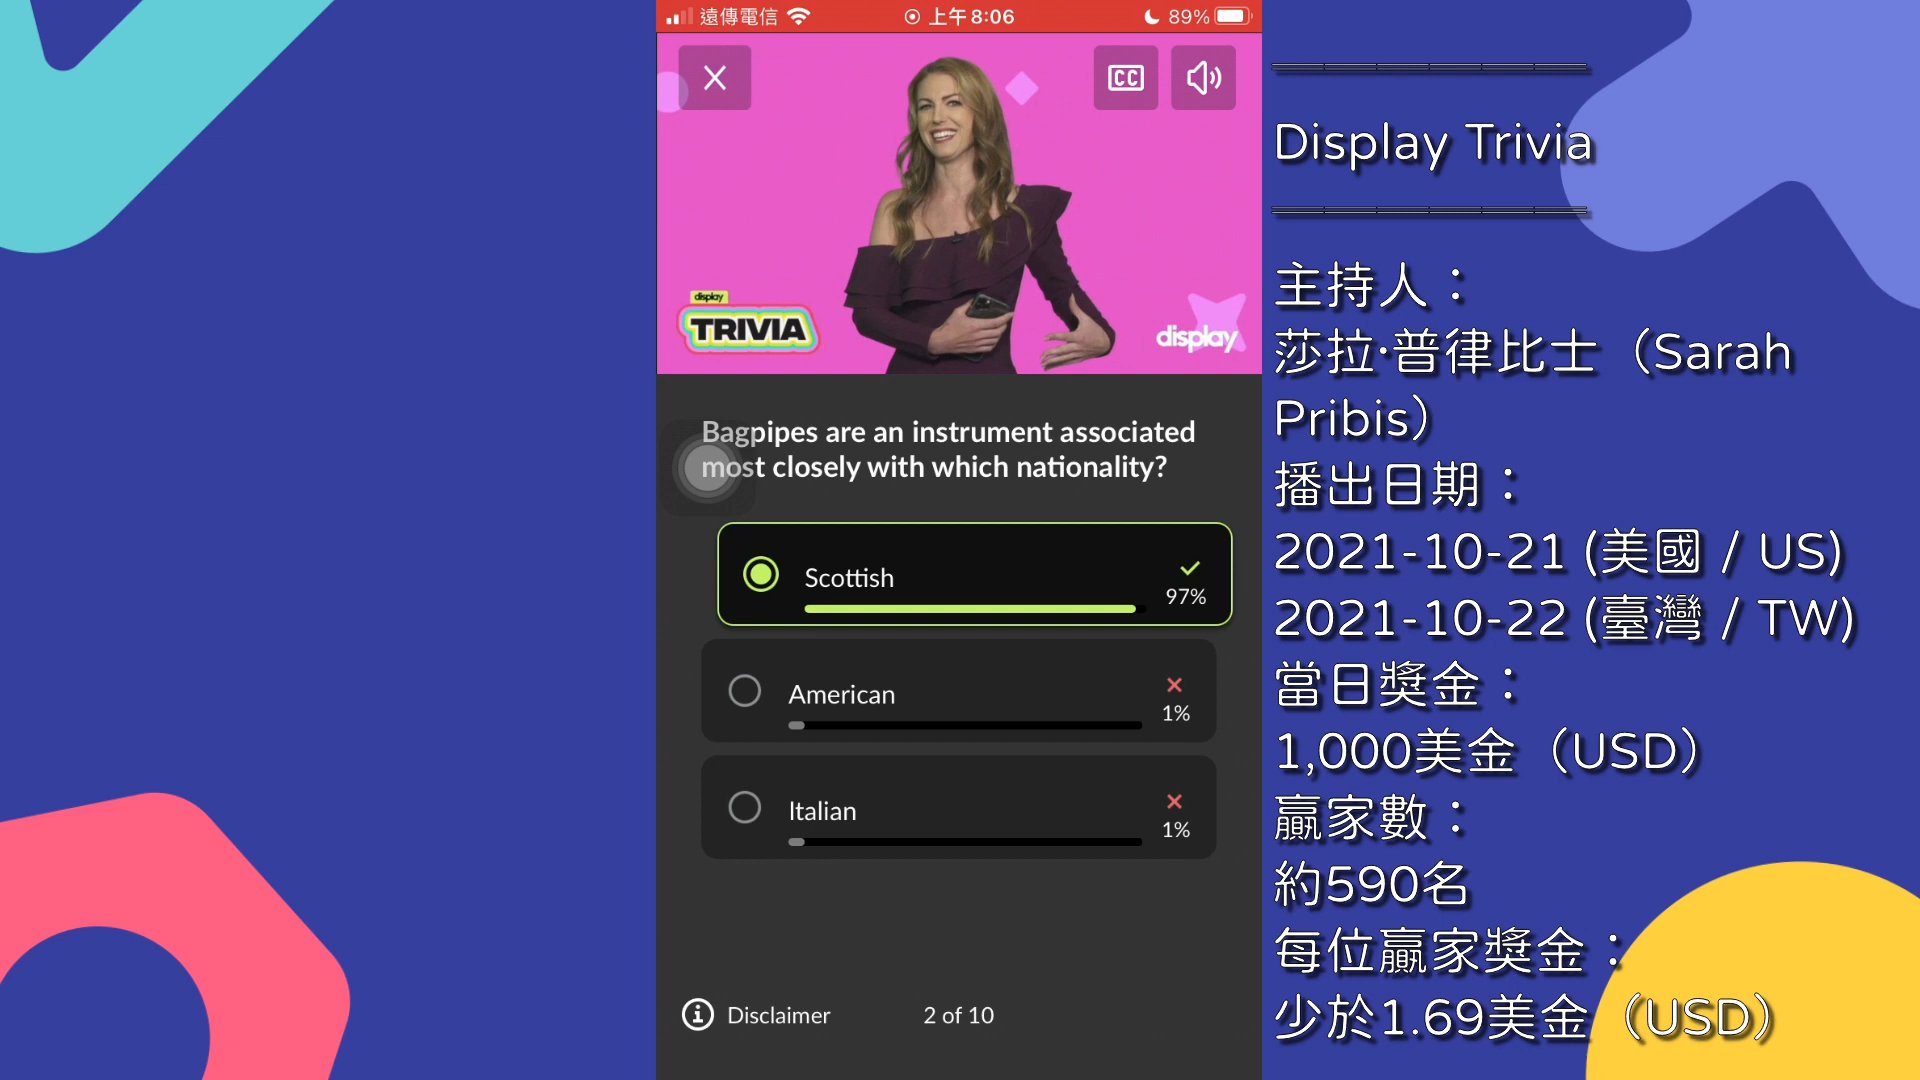 遠傳電信
上午8:06
89%
CC
display
TRIVIA
display
Bagpipes are an instrument associated
most closely with which nationality?
Scottish
97%
American
1%
Italian
1%
Disclaimer
2 of 10
Display Trivia
主持人：
莎拉·普律比士（Sarah
Pribis）
播出日期：
2021-10-21 (美國 / US)
2021-10-22 (臺灣 / TW)
當日獎金：
1,000美金（USD）
贏家數：
約590名
每位贏家獎金：
少於1.69美金（USD）